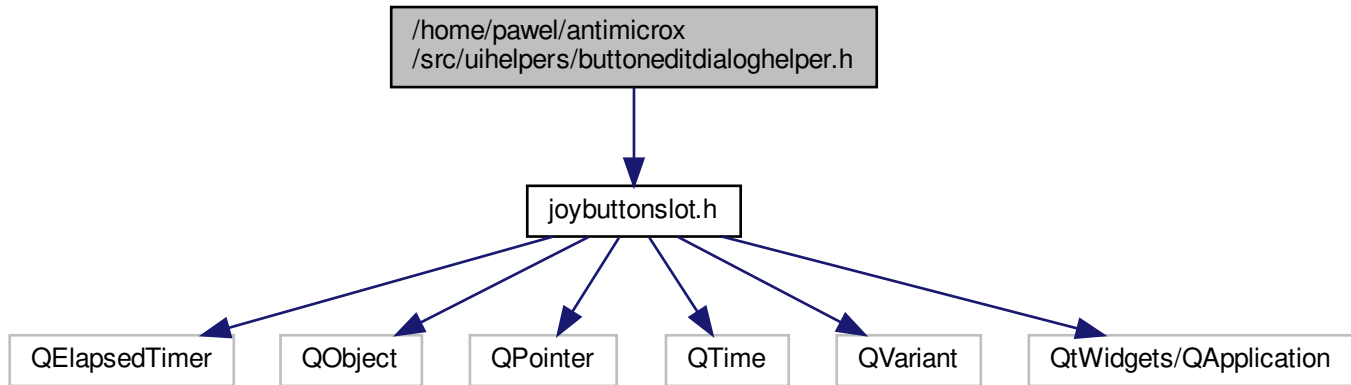 /home/pawel/antimicrox
/src/uihelpers/buttoneditdialoghelper.h
joybuttonslot.h
QElapsedTimer
QObject
QPointer
QTime
QVariant
QtWidgets/QApplication